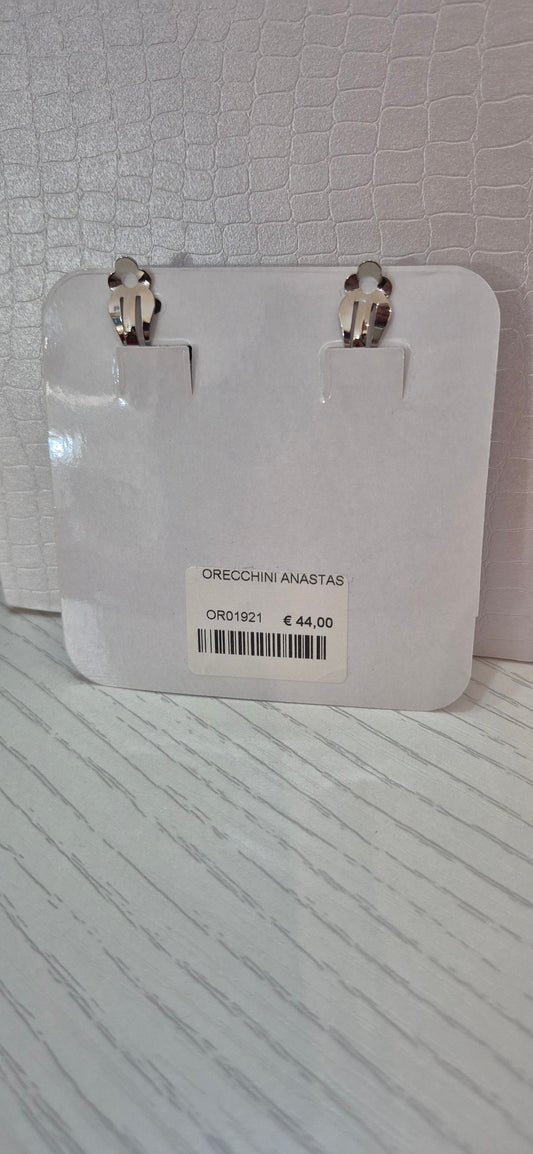 ORECCHINI ANASTAS
OR01921 € 44,00